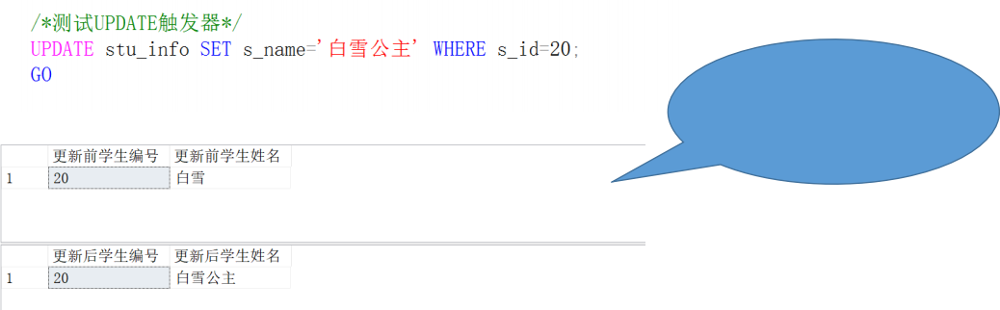 /*测试UPDATE触发器*/
UPDATE stu_info SET s_name='白雪公主' WHERE s_id=20;
GO
更新前学生编号 更新前学生姓名
1 20 白雪
更新后学生编号 更新后学生姓名
1 20 白雪公主